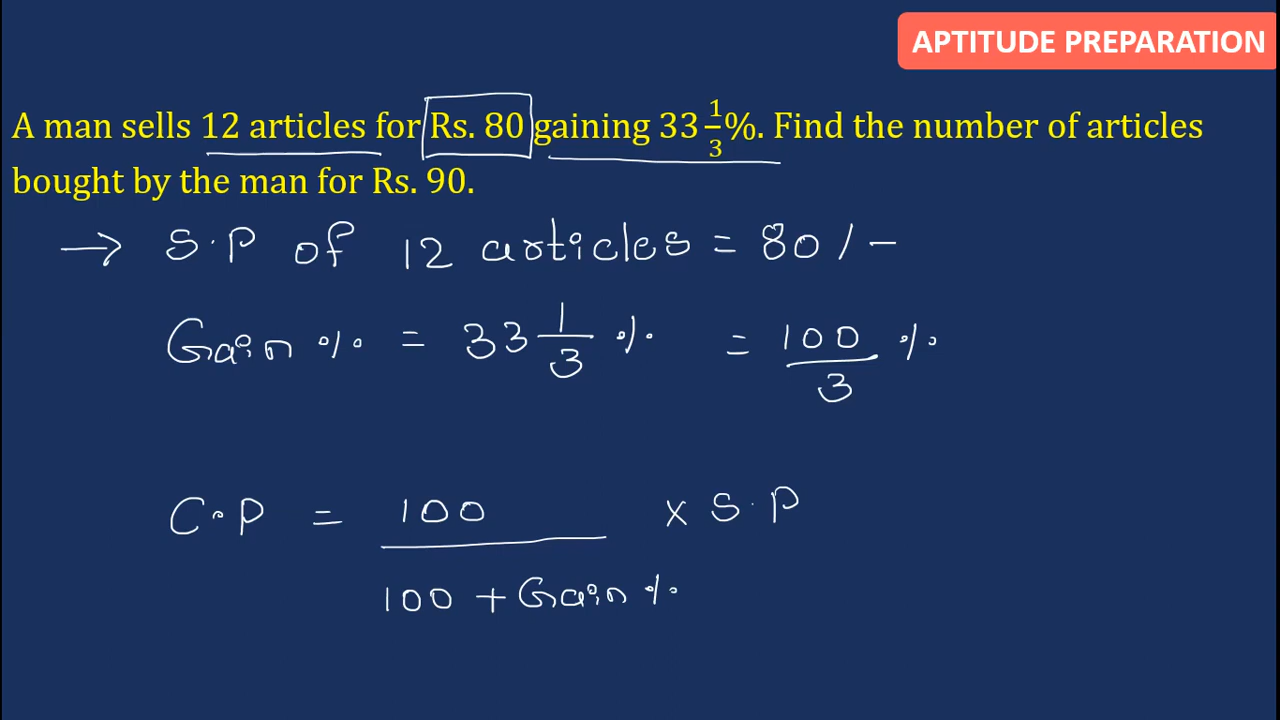 APTITUDE PREPARATION
A man sells 12 articles for Rs. 80 gaining 33 1/3%. Find the number of articles
bought by the man for Rs. 90.
→ S.P of 12 articles = 80/-
Gain % = 33 1/3 % = 100/3 %
C.P = 100/(100 + Gain %) × S.P